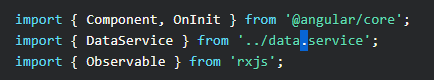 import { Component, OnInit } from '@angular/core';
import { DataService } from '../data.service';
import { Observable } from 'rxjs';